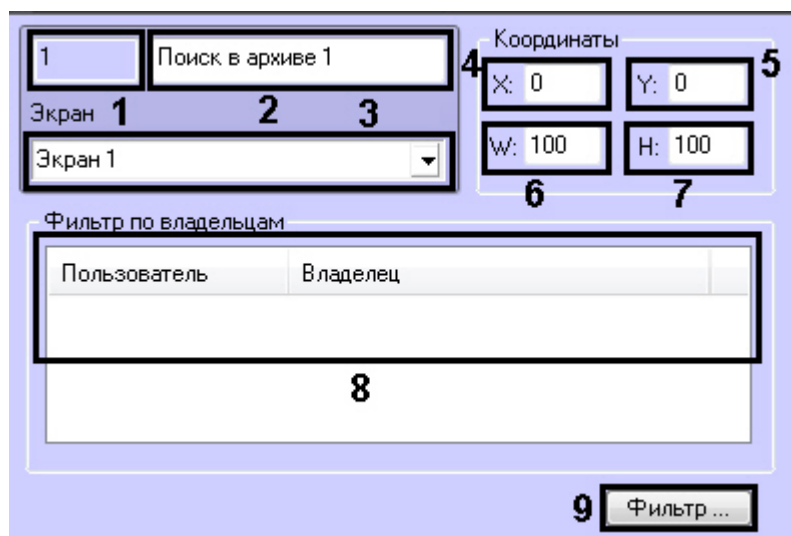 1 Поиск в архиве 1
Экран 1 2 3
Экран 1
Координаты
4 X: 0 Y: 0 5
W: 100 H: 100
6 7
Фильтр по владельцам
Пользователь Владелец
8
9 Фильтр ...